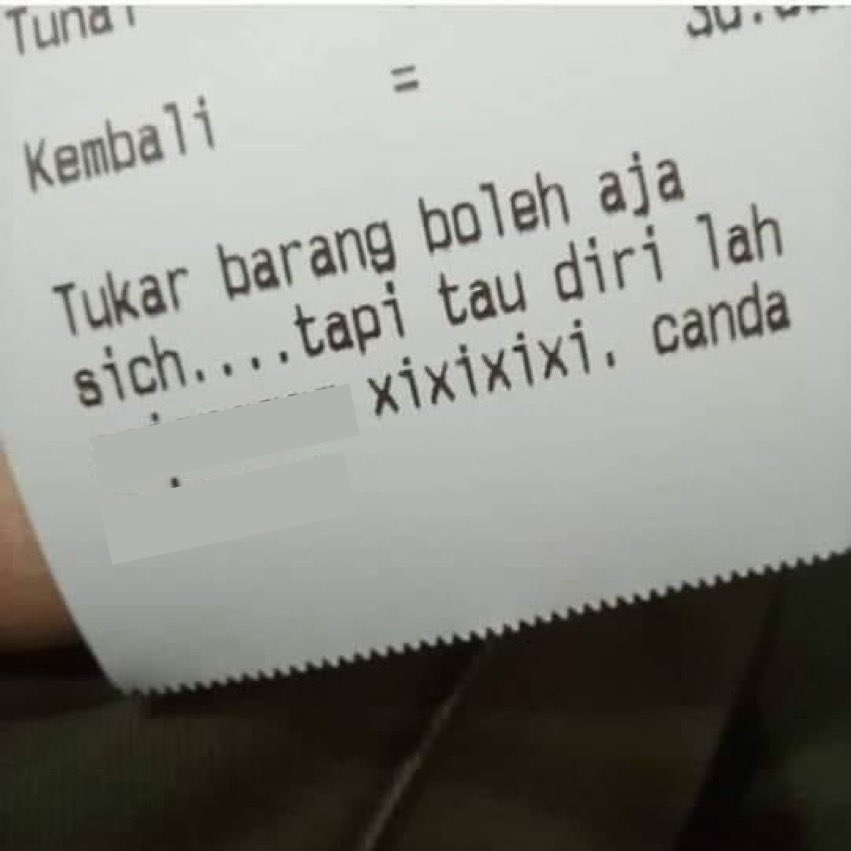 Tunai
Kembali =
Tukar barang boleh aja
sich....tapi tau diri lah
xixixixi. canda